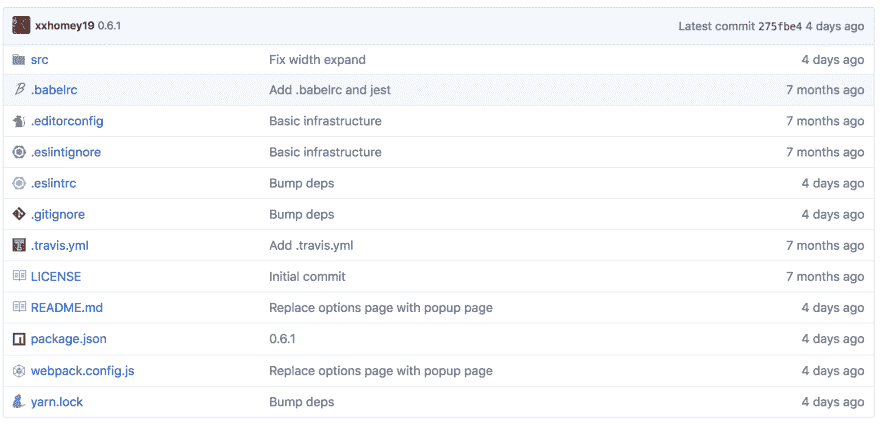 xxhomey19 0.6.1 Latest commit 275fbe4 4 days ago
src Fix width expand 4 days ago
.babelrc Add .babelrc and jest 7 months ago
.editorconfig Basic infrastructure 7 months ago
.eslintignore Basic infrastructure 7 months ago
.eslintrc Bump deps 4 days ago
.gitignore Bump deps 4 days ago
.travis.yml Add .travis.yml 7 months ago
LICENSE Initial commit 7 months ago
README.md Replace options page with popup page 4 days ago
package.json 0.6.1 4 days ago
webpack.config.js Replace options page with popup page 4 days ago
yarn.lock Bump deps 4 days ago